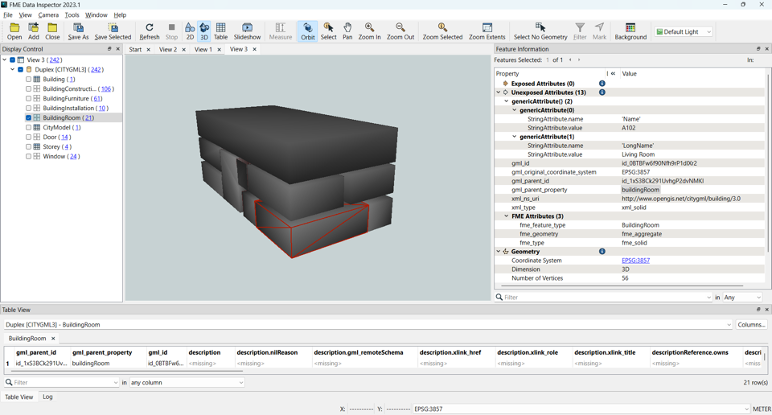 FME Data Inspector 2023.1
File View Camera Tools Window Help
Open Add Close Save As Save Selected As Refresh Stop 2D 3D Table Slideshow Measure Orbit Select Pan Zoom In Zoom Out Zoom Selected Zoom Extents Select No Geometry Filter Mark Background Default Light
Display Control
View 3 (242)
Duplex [CITYGML3] (242)
Building (1)
BuildingConstructi... (106)
BuildingFurniture (61)
BuildingInstallation (10)
BuildingRoom (21)
CityModel (1)
Door (14)
Storey (4)
Window (24)
Start View 2 View 1 View 3
Feature Information
Features Selected: 1 of 1 In:
Property Value
Exposed Attributes (0)
Unexposed Attributes (13)
genericAttribute() (2)
genericAttribute(0)
StringAttribute.name 'Name'
StringAttribute.value A102
genericAttribute(1)
StringAttribute.name 'LongName'
StringAttribute.value Living Room
gml_id
gml_original_coordinate_system EPSG:3857
gml_parent_id id_1xS3BCk291UvhgP2dvNMKI
gml_parent_property buildingRoom
xml_ns_uri http://www.opengis.net/citygml/building/3.0
xml_type xml_solid
FME Attributes (3)
fme_feature_type BuildingRoom
fme_geometry fme_aggregate
fme_type fme_solid
Geometry
Coordinate System EPSG:3857
Dimension 3D
Number of Vertices 56
Filter in Any
Table View
Duplex [CITYGML3] - BuildingRoom Columns...
BuildingRoom
gml_parent_id gml_parent_property gml_id description description.nilReason description.gml_remoteSchema description.xlink_href description.xlink_role description.xlink_title descriptionReference.owns descri
1 id_1xS3BCk291Uv... buildingRoom id_0BTBFw6... <missing> <missing> <missing> <missing> <missing> <missing> <missing> <miss
Filter in any column 21 row(s)
Table View Log
X: ---------- Y: ---------- EPSG:3857 METER